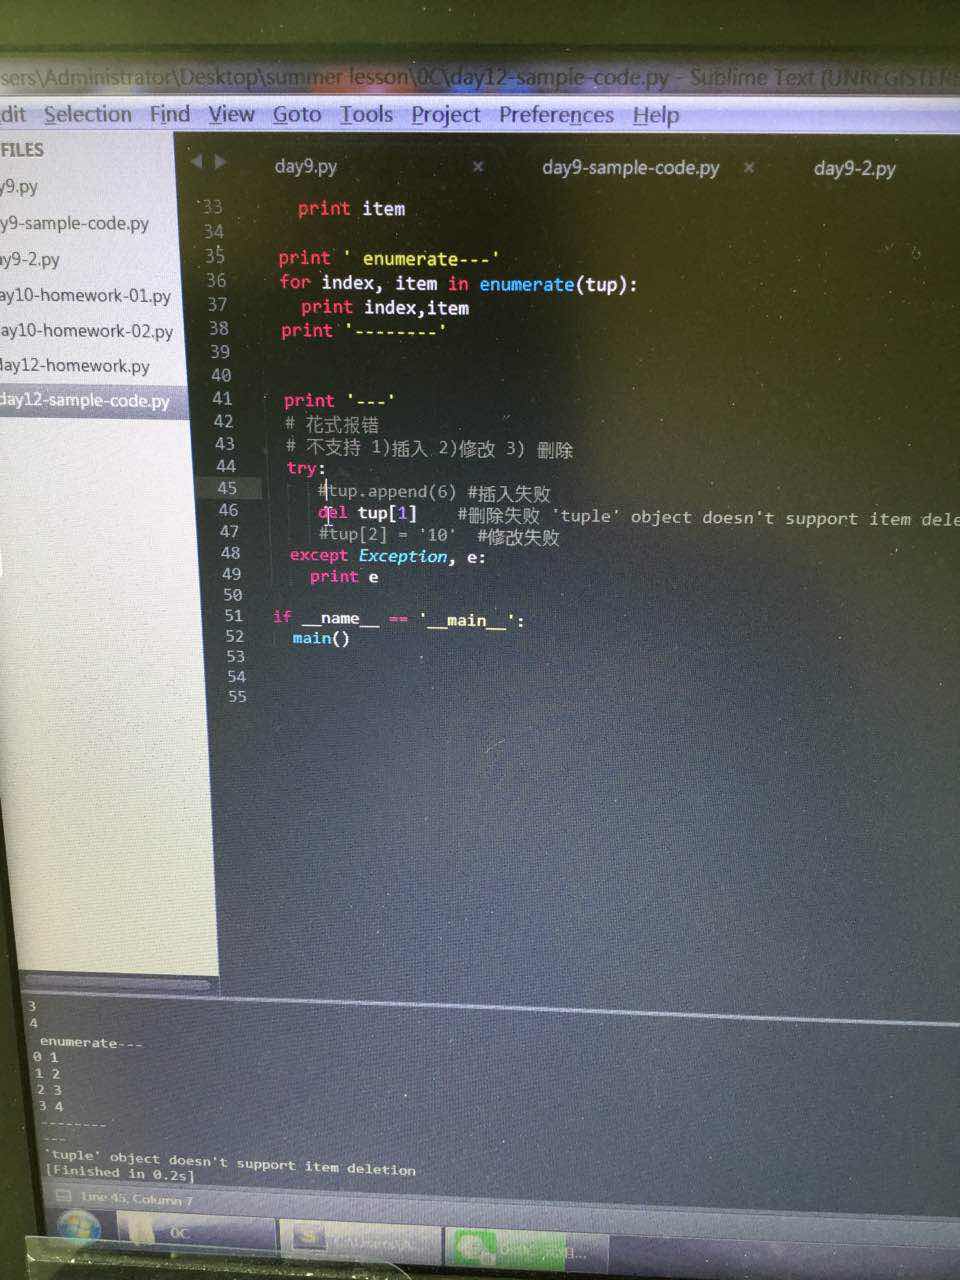 sers\Administrator\Desktop\summer lesson\0C\day12-sample-code.py - Sublime Text (UNREGISTERE
dit Selection Find View Goto Tools Project Preferences Help
FILES
y9.py
y9-sample-code.py
ay9-2.py
ay10-homework-01.py
ay10-homework-02.py
day12-homework.py
day12-sample-code.py
day9.py × day9-sample-code.py × day9-2.py
33 print item
34
35 print ' enumerate---'
36 for index, item in enumerate(tup):
37 print index,item
38 print '--------'
39
40
41 print '---'
42 # 花式报错
43 # 不支持 1)插入 2)修改 3) 删除
44 try:
45 #tup.append(6) #插入失败
46 del tup[1] #删除失败 'tuple' object doesn't support item dele
47 #tup[2] = '10' #修改失败
48 except Exception, e:
49 print e
50
51 if __name__ == '__main__':
52 main()
53
54
55
3
4
enumerate---
0 1
1 2
2 3
3 4
--------
---
'tuple' object doesn't support item deletion
[Finished in 0.2s]
Line 45, Column 7
0C